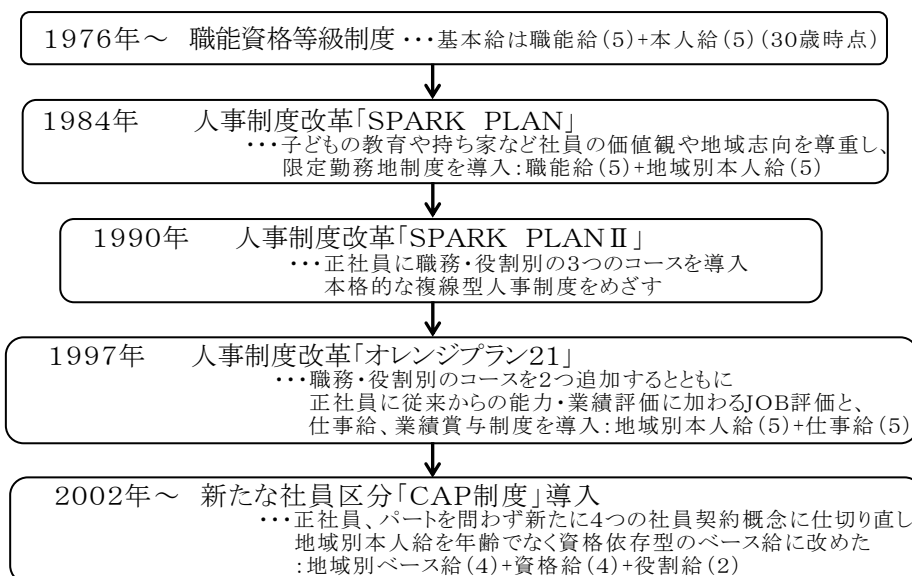 1976年～ 職能資格等級制度 ･･･基本給は職能給(5)+本人給(5) (30歳時点)
1984年 人事制度改革「SPARK PLAN」
･･･子どもの教育や持ち家など社員の価値観や地域志向を尊重し、
限定勤務地制度を導入:職能給(5)+地域別本人給(5)
1990年 人事制度改革「SPARK PLANⅡ」
･･･正社員に職務・役割別の3つのコースを導入
本格的な複線型人事制度をめざす
1997年 人事制度改革「オレンジプラン21」
･･･職務・役割別のコースを2つ追加するとともに
正社員に従来からの能力・業績評価に加わるJOB評価と、
仕事給、業績賞与制度を導入:地域別本人給(5)+仕事給(5)
2002年～ 新たな社員区分「CAP制度」導入
･･･正社員、パートを問わず新たに4つの社員契約概念に仕切り直し
地域別本人給を年齢でなく資格依存型のベース給に改めた
:地域別ベース給(4)+資格給(4)+役割給(2)